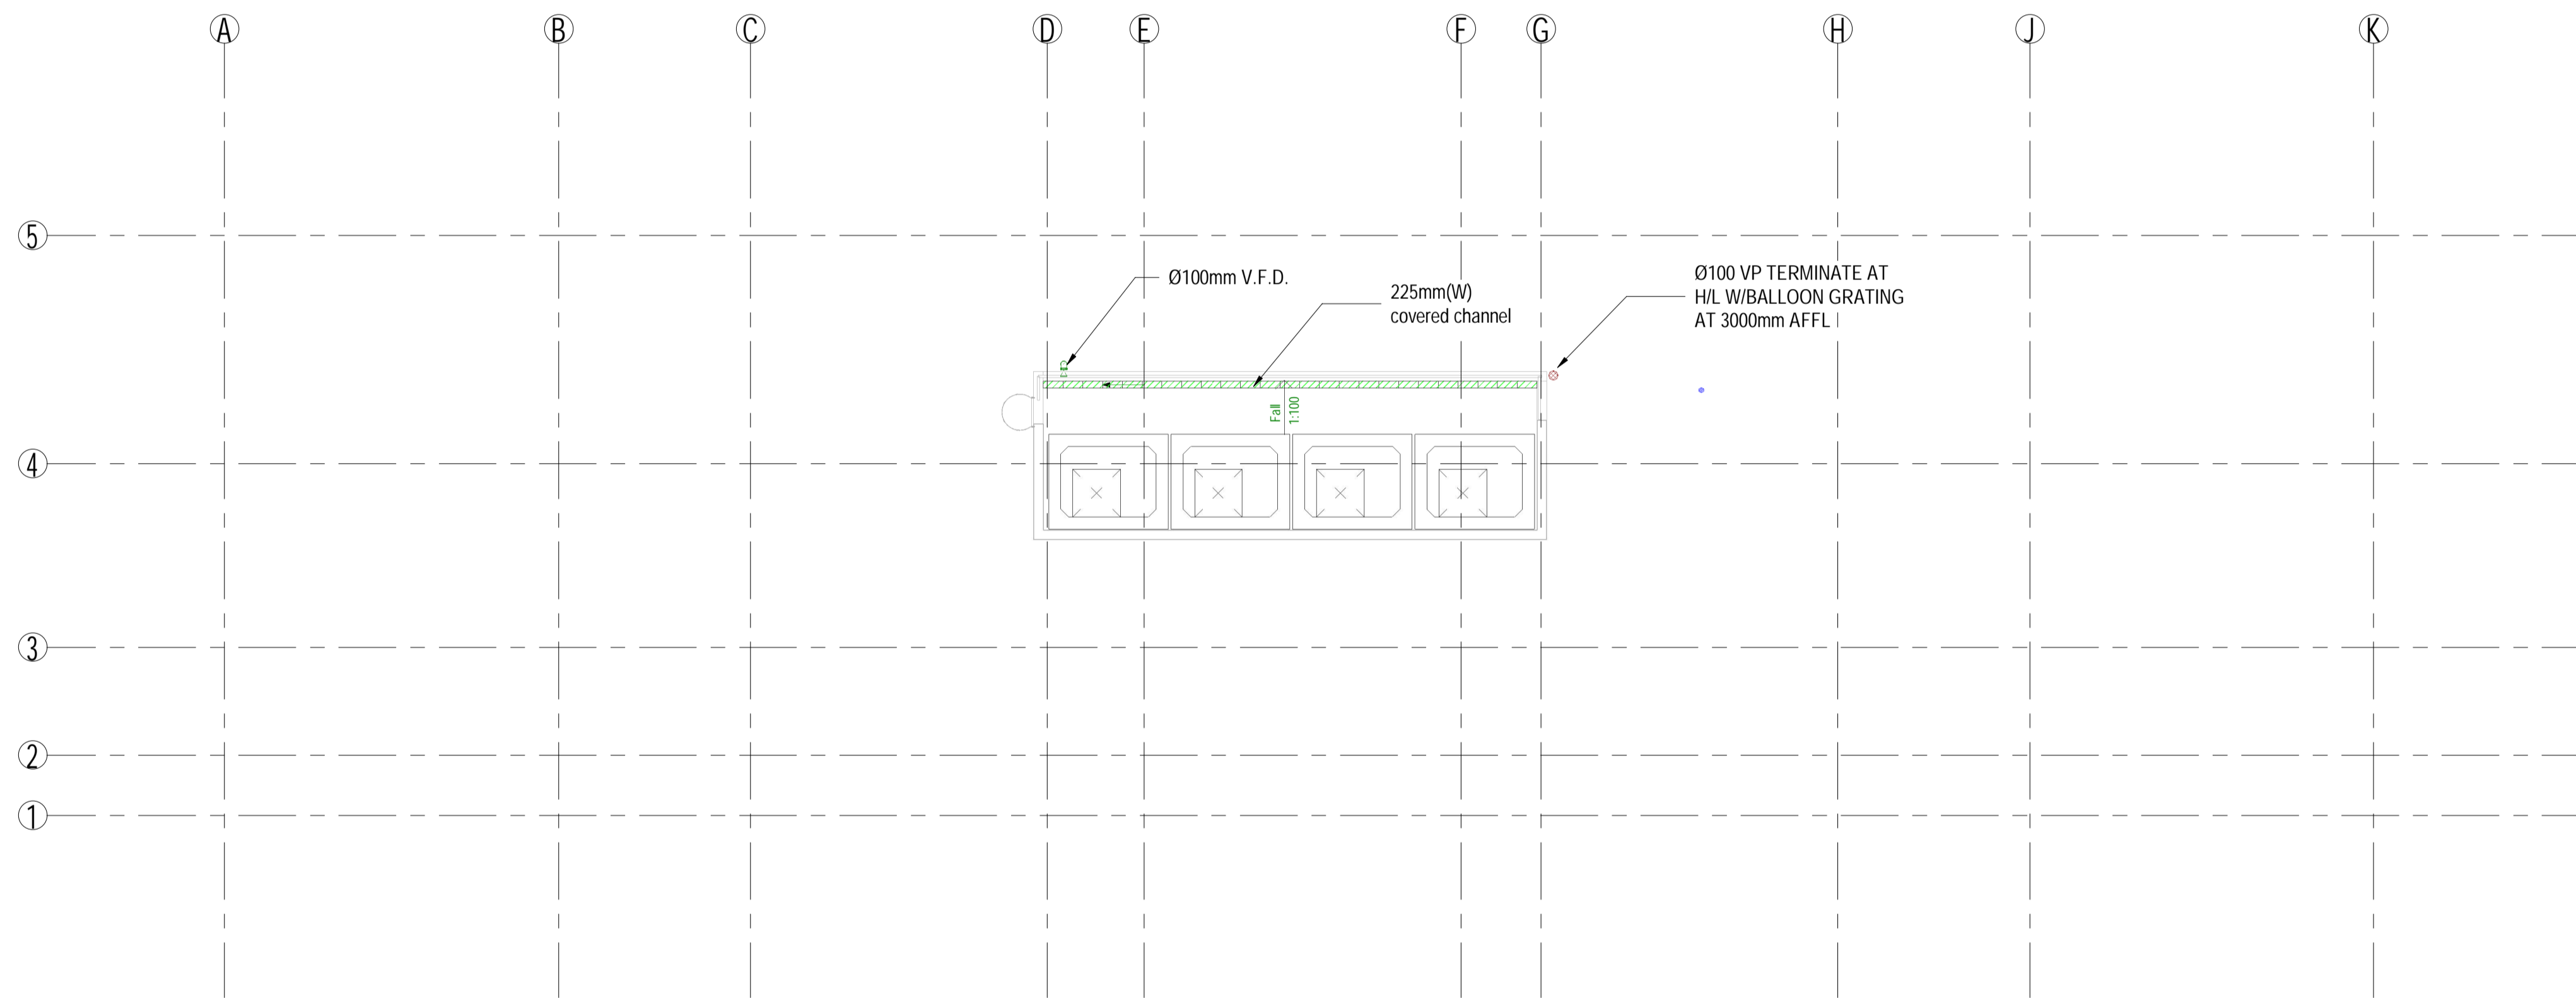 A B C D E F G H J K
5
Ø100mm V.F.D.
225mm(W)
covered channel
Ø100 VP TERMINATE AT
H/L W/BALLOON GRATING
AT 3000mm AFFL
Fall
1:100
4
3
2
1